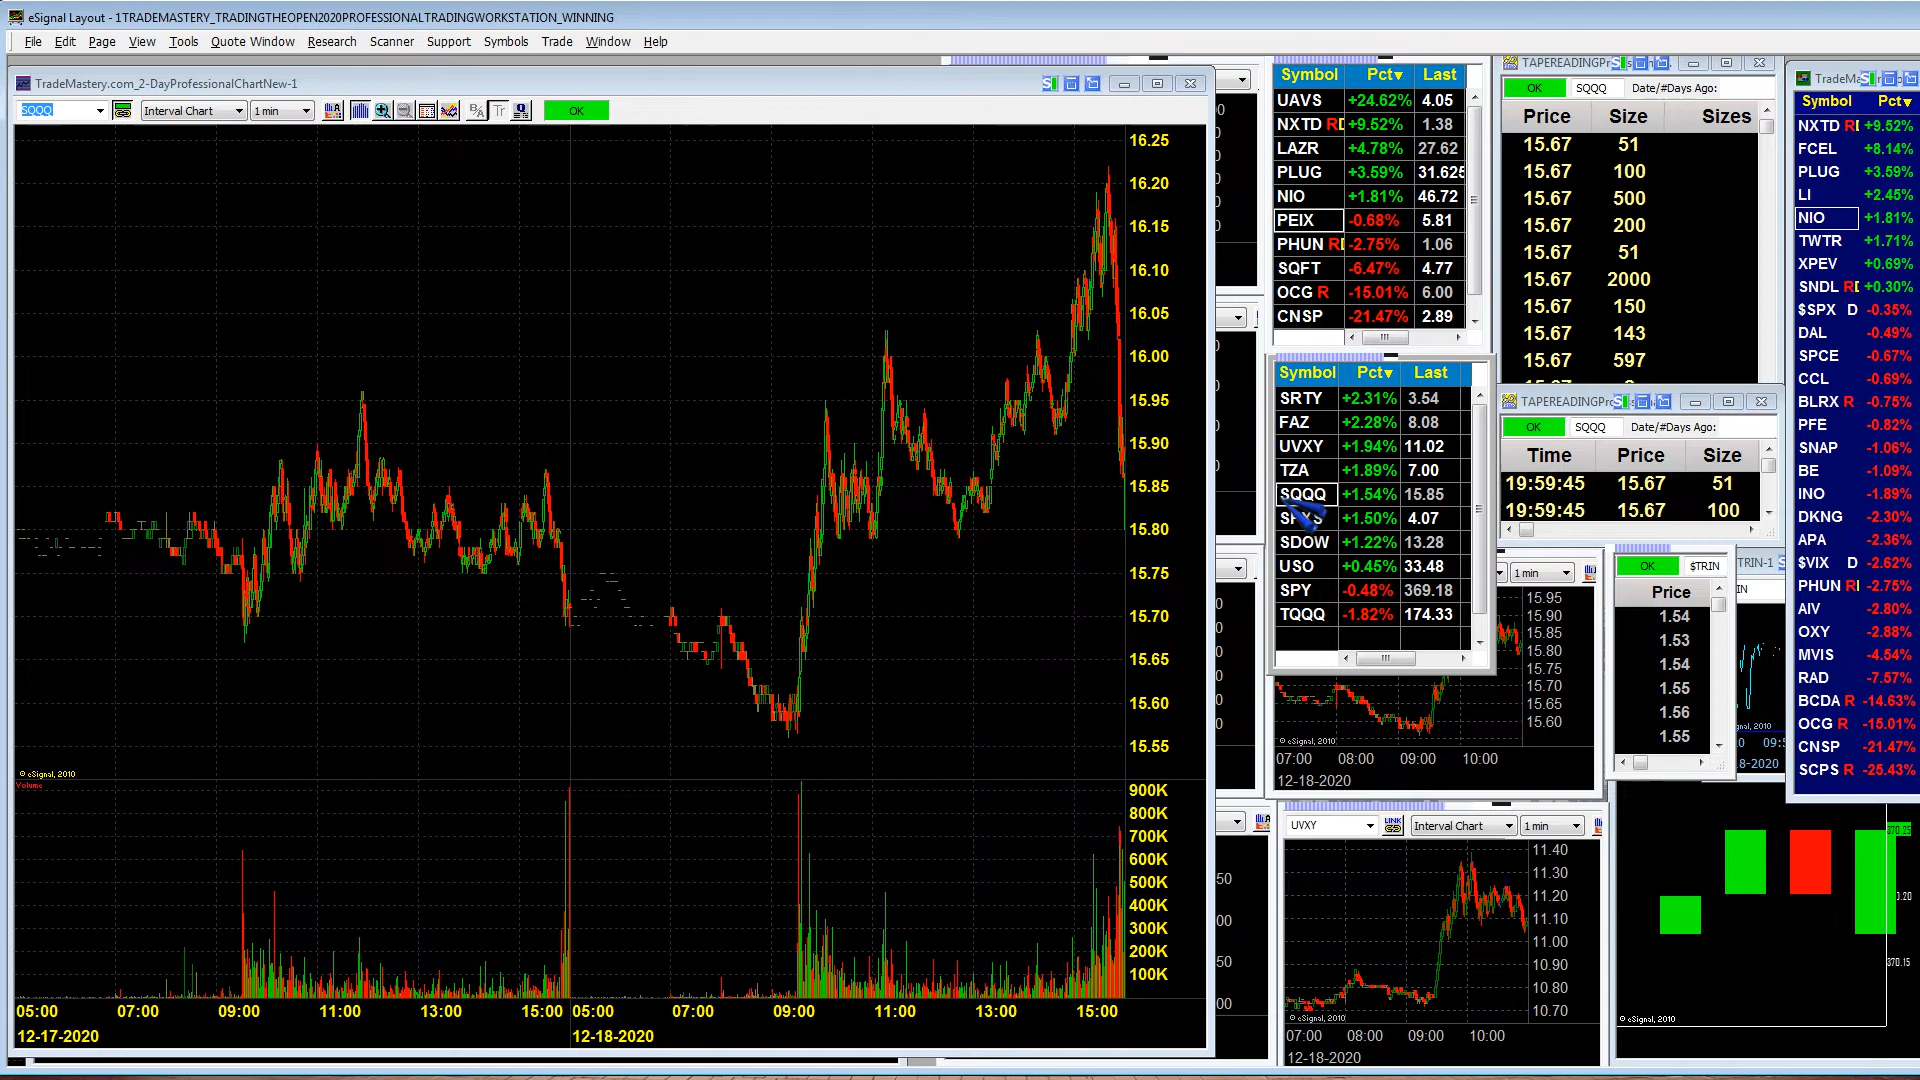 eSignal Layout - 1TRADEMASTERY_TRADINGTHEOPEN2020PROFESSIONALTRADINGWORKSTATION_WINNING
File Edit Page View Tools Quote Window Research Scanner Support Symbols Trade Window Help
TradeMastery.com_2-DayProfessionalChartNew-1
SQQQ Interval Chart 1 min OK
16.25
16.20
16.15
16.10
16.05
16.00
15.95
15.90
15.85
15.80
15.75
15.70
15.65
15.60
15.55
© eSignal, 2010
Volume
900K
800K
700K
600K
500K
400K
300K
200K
100K
05:00 07:00 09:00 11:00 13:00 15:00 05:00 07:00 09:00 11:00 13:00 15:00
12-17-2020 12-18-2020
Symbol Pct Last
UAVS +24.62% 4.05
NXTD R +9.52% 1.38
LAZR +4.78% 27.62
PLUG +3.59% 31.625
NIO +1.81% 46.72
PEIX -0.68% 5.81
PHUN R -2.75% 1.06
SQFT -6.47% 4.77
OCG R -15.01% 6.00
CNSP -21.47% 2.89
Symbol Pct Last
SRTY +2.31% 3.54
FAZ +2.28% 8.08
UVXY +1.94% 11.02
TZA +1.89% 7.00
SQQQ +1.54% 15.85
SPXS +1.50% 4.07
SDOW +1.22% 13.28
USO +0.45% 33.48
SPY -0.48% 369.18
TQQQ -1.82% 174.33
1 min
15.95
15.90
15.85
15.80
15.75
15.70
15.65
15.60
© eSignal, 2010
07:00 08:00 09:00 10:00
12-18-2020
UVXY LINK Interval Chart 1 min
11.40
11.30
11.20
11.10
11.00
10.90
10.80
10.70
© eSignal, 2010
07:00 08:00 09:00 10:00
12-18-2020
TAPEREADINGPr
OK SQQQ Date/#Days Ago:
Price Size Sizes
15.67 51
15.67 100
15.67 500
15.67 200
15.67 51
15.67 2000
15.67 150
15.67 143
15.67 597
TAPEREADINGPr
OK SQQQ Date/#Days Ago:
Time Price Size
19:59:45 15.67 51
19:59:45 15.67 100
OK $TRIN
Price
1.54
1.53
1.54
1.55
1.56
1.55
TRIN-1
© eSignal, 2010
TradeMa
Symbol Pct
NXTD R +9.52%
FCEL +8.14%
PLUG +3.59%
LI +2.45%
NIO +1.81%
TWTR +1.71%
XPEV +0.69%
SNDL R +0.30%
$SPX D -0.35%
DAL -0.49%
SPCE -0.67%
CCL -0.69%
BLRX R -0.75%
PFE -0.82%
SNAP -1.06%
BE -1.09%
INO -1.89%
DKNG -2.30%
APA -2.36%
$VIX D -2.62%
PHUN R -2.75%
AIV -2.80%
OXY -2.88%
MVIS -4.54%
RAD -7.57%
BCDA R -14.63%
OCG R -15.01%
CNSP -21.47%
SCPS R -25.43%